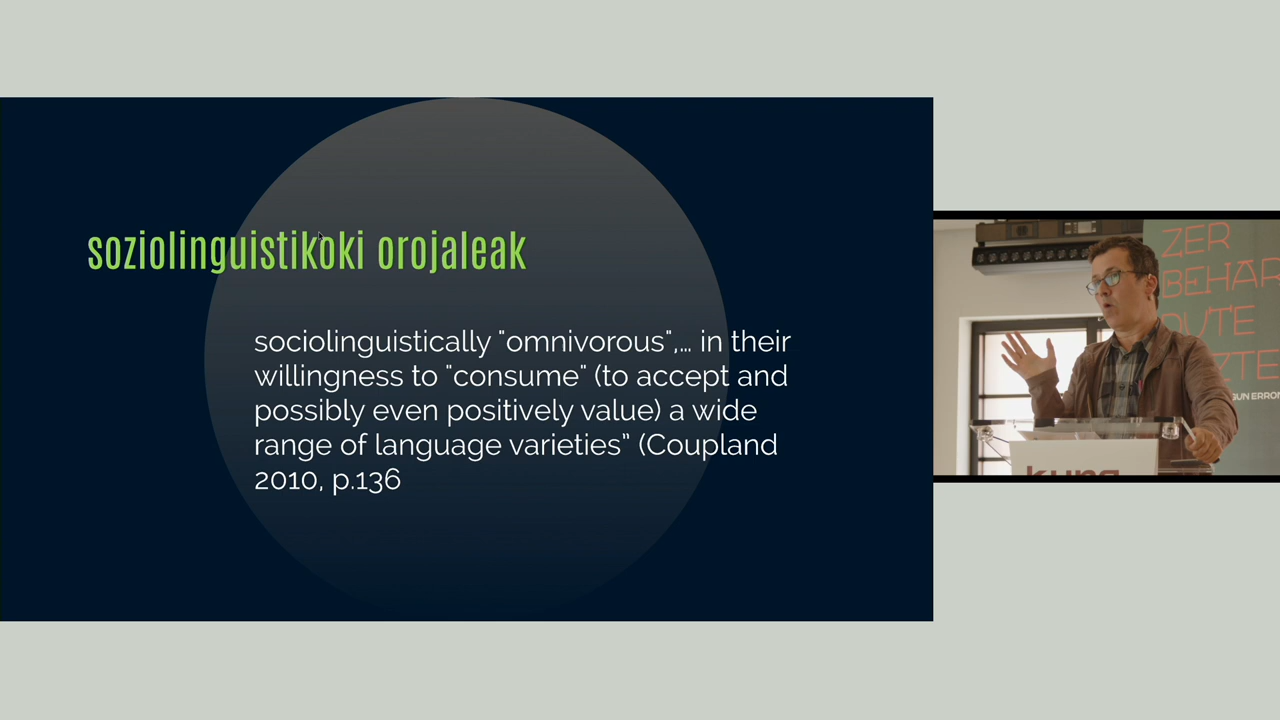 soziolinguistikoki orojaleak
sociolinguistically "omnivorous",... in their
willingness to "consume" (to accept and
possibly even positively value) a wide
range of language varieties” (Coupland
2010, p.136
ZER
BEHAR
DUTE